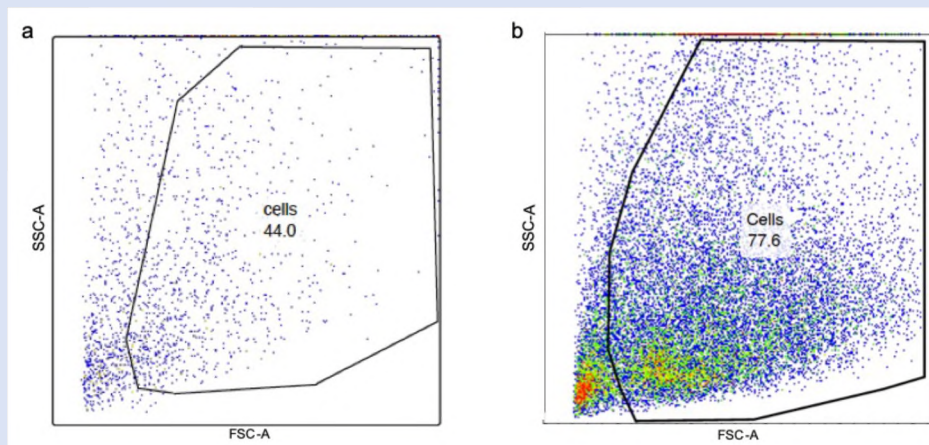 a
SSC-A
cells
44.0
FSC-A
b
SSC-A
Cells
77.6
FSC-A